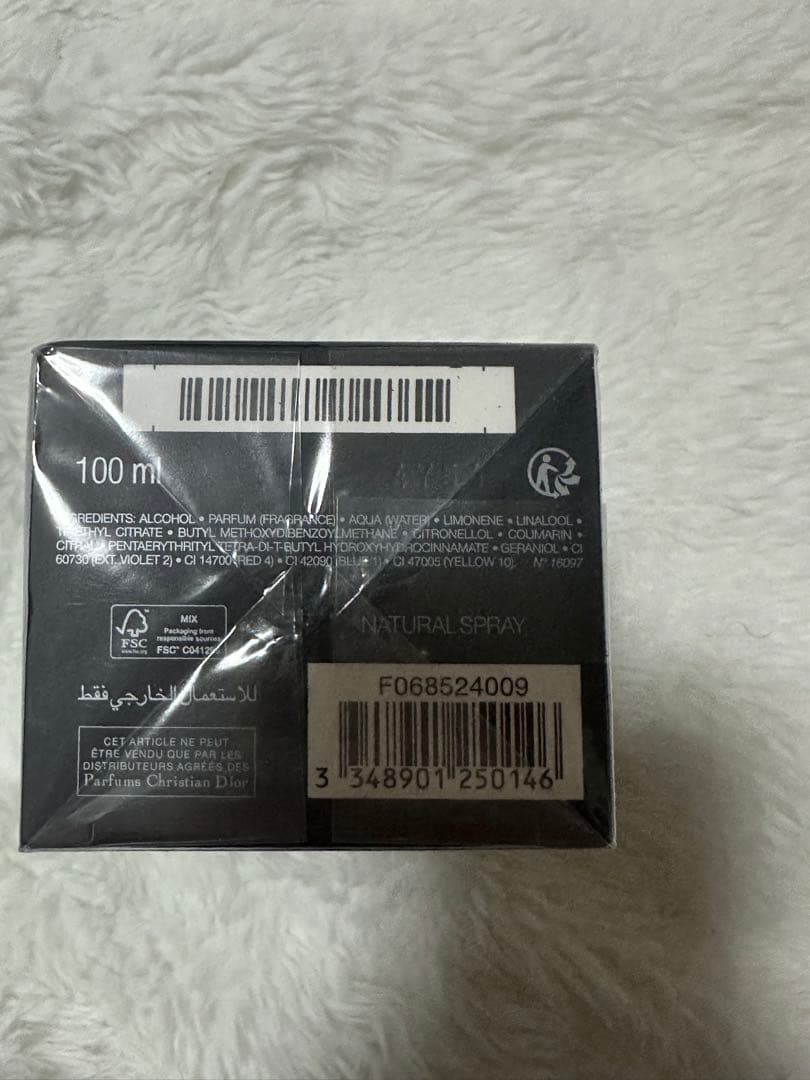 100 ml
INGREDIENTS: ALCOHOL • PARFUM (FRAGRANCE) • AQUA (WATER) • LIMONENE • LINALOOL •
TRIETHYL CITRATE • BUTYL METHOXYDIBENZOYLMETHANE • CITRONELLOL • COUMARIN •
CITRAL • PENTAERYTHRITYL TETRA-DI-T-BUTYL HYDROXYHYDROCINNAMATE • GERANIOL • CI
60730 (EXT. VIOLET 2) • CI 14700 (RED 4) • CI 42090 (BLUE 1) • CI 47005 (YELLOW 10). N° 16097
FSC
www.fsc.org
MIX
Packaging from
responsible sources
FSC™
NATURAL SPRAY
للاستعمال الخارجي فقط
CET ARTICLE NE PEUT
ÊTRE VENDU QUE PAR LES
DISTRIBUTEURS AGRÉÉS DES
Parfums Christian Dior
F068524009
3 348901 250146